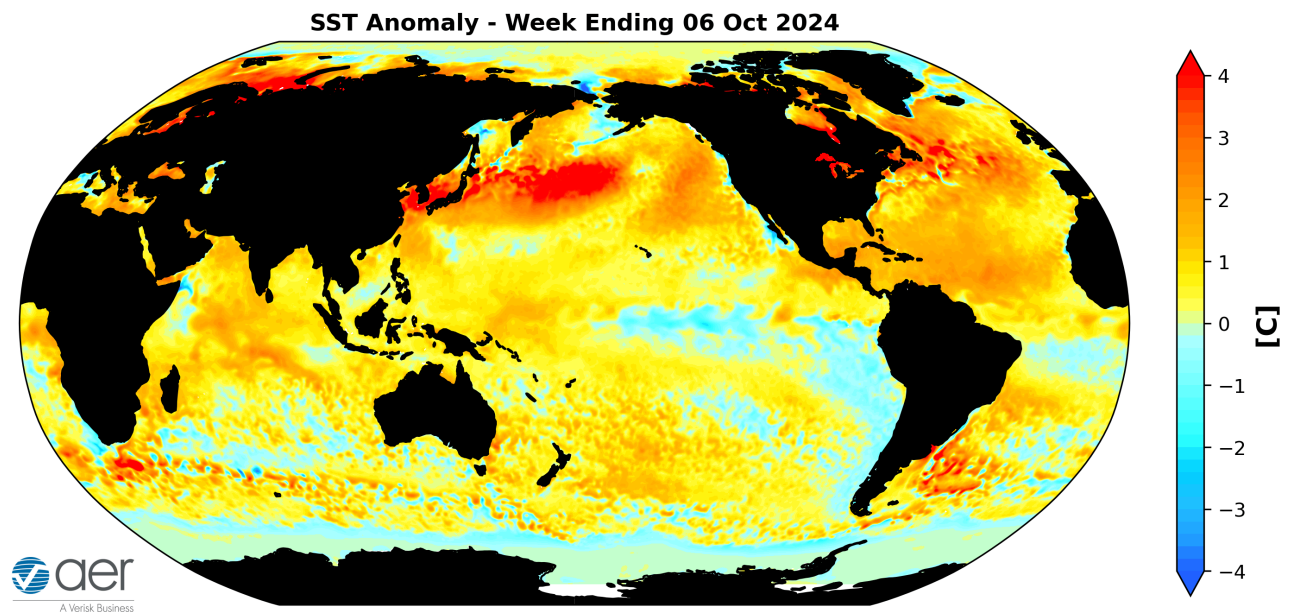 SST Anomaly - Week Ending 06 Oct 2024
4
3
2
1
0
−1
−2
−3
−4
[C]
aer
A Verisk Business